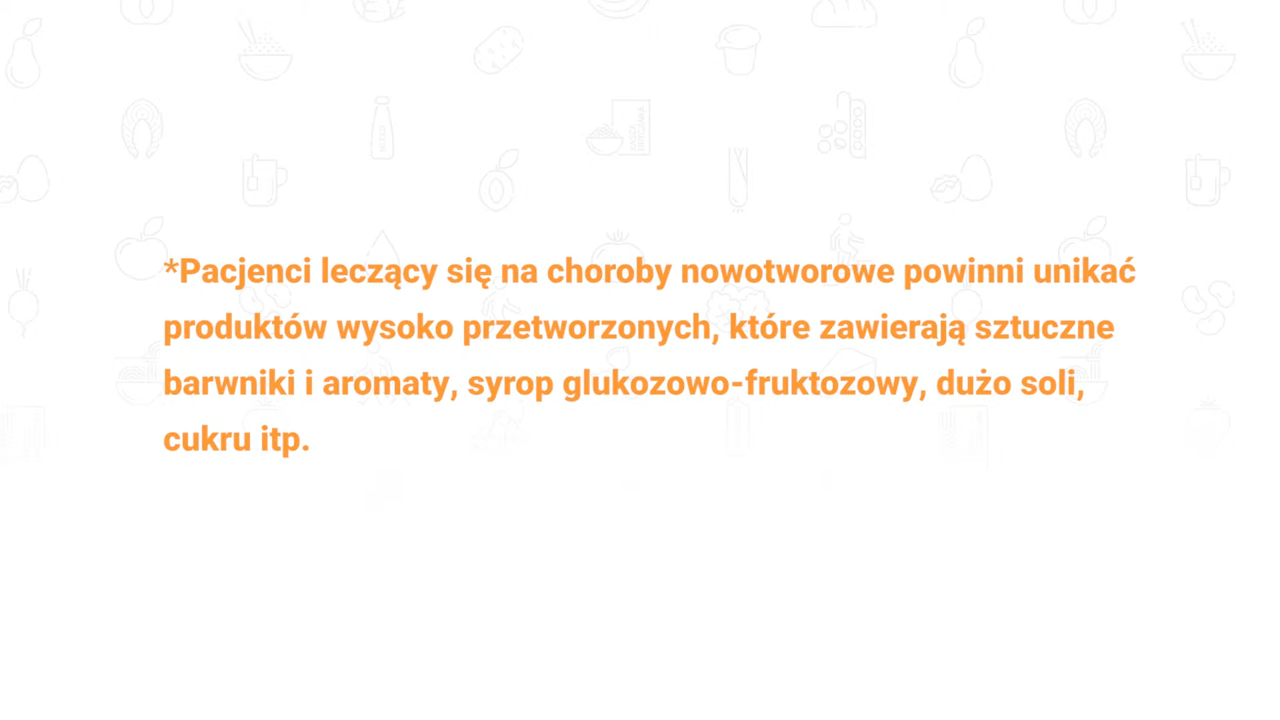 *Pacjenci leczący się na choroby nowotworowe powinni unikać
produktów wysoko przetworzonych, które zawierają sztuczne
barwniki i aromaty, syrop glukozowo-fruktozowy, dużo soli,
cukru itp.